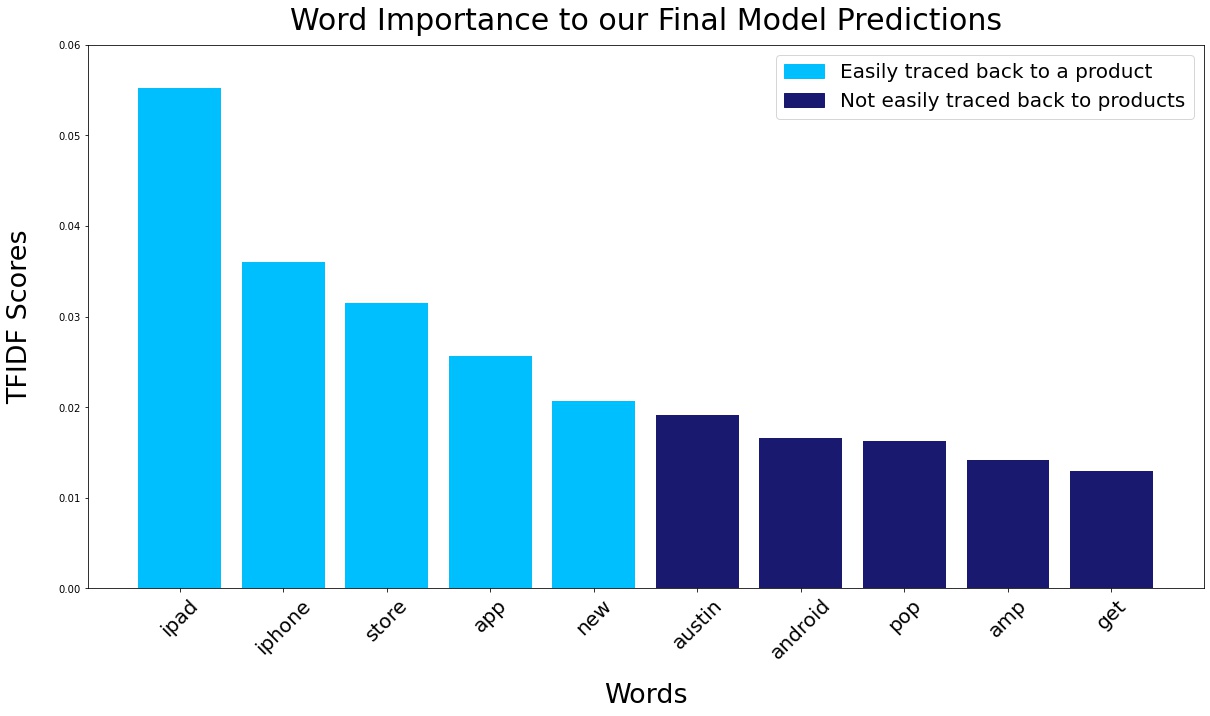 Word Importance to our Final Model Predictions
Easily traced back to a product
Not easily traced back to products
TFIDF Scores
0.06
0.05
0.04
0.03
0.02
0.01
0.00
ipad
iphone
store
app
new
austin
android
pop
amp
get
Words